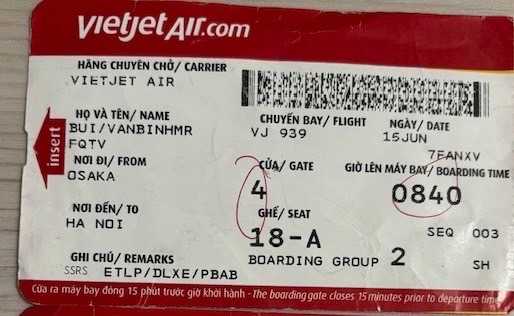 vietjetAir.com
HÃNG CHUYÊN CHỞ/ CARRIER
VIETJET AIR
HỌ VÀ TÊN/ NAME
BUI/VANBINHMR
FQTV
CHUYẾN BAY/ FLIGHT
VJ 939
NGÀY/ DATE
15JUN
7FANXV
insert
NƠI ĐI/ FROM
OSAKA
CỬA/ GATE
4
GIỜ LÊN MÁY BAY/ BOARDING TIME
0840
NƠI ĐẾN/ TO
HA NOI
GHẾ/ SEAT
18-A
SEQ 003
GHI CHÚ/ REMARKS
SSRS ETLP/DLXE/PBAB
BOARDING GROUP 2
SH
Cửa ra máy bay đóng 15 phút trước giờ khởi hành - The boarding gate closes 15 minutes prior to departure time